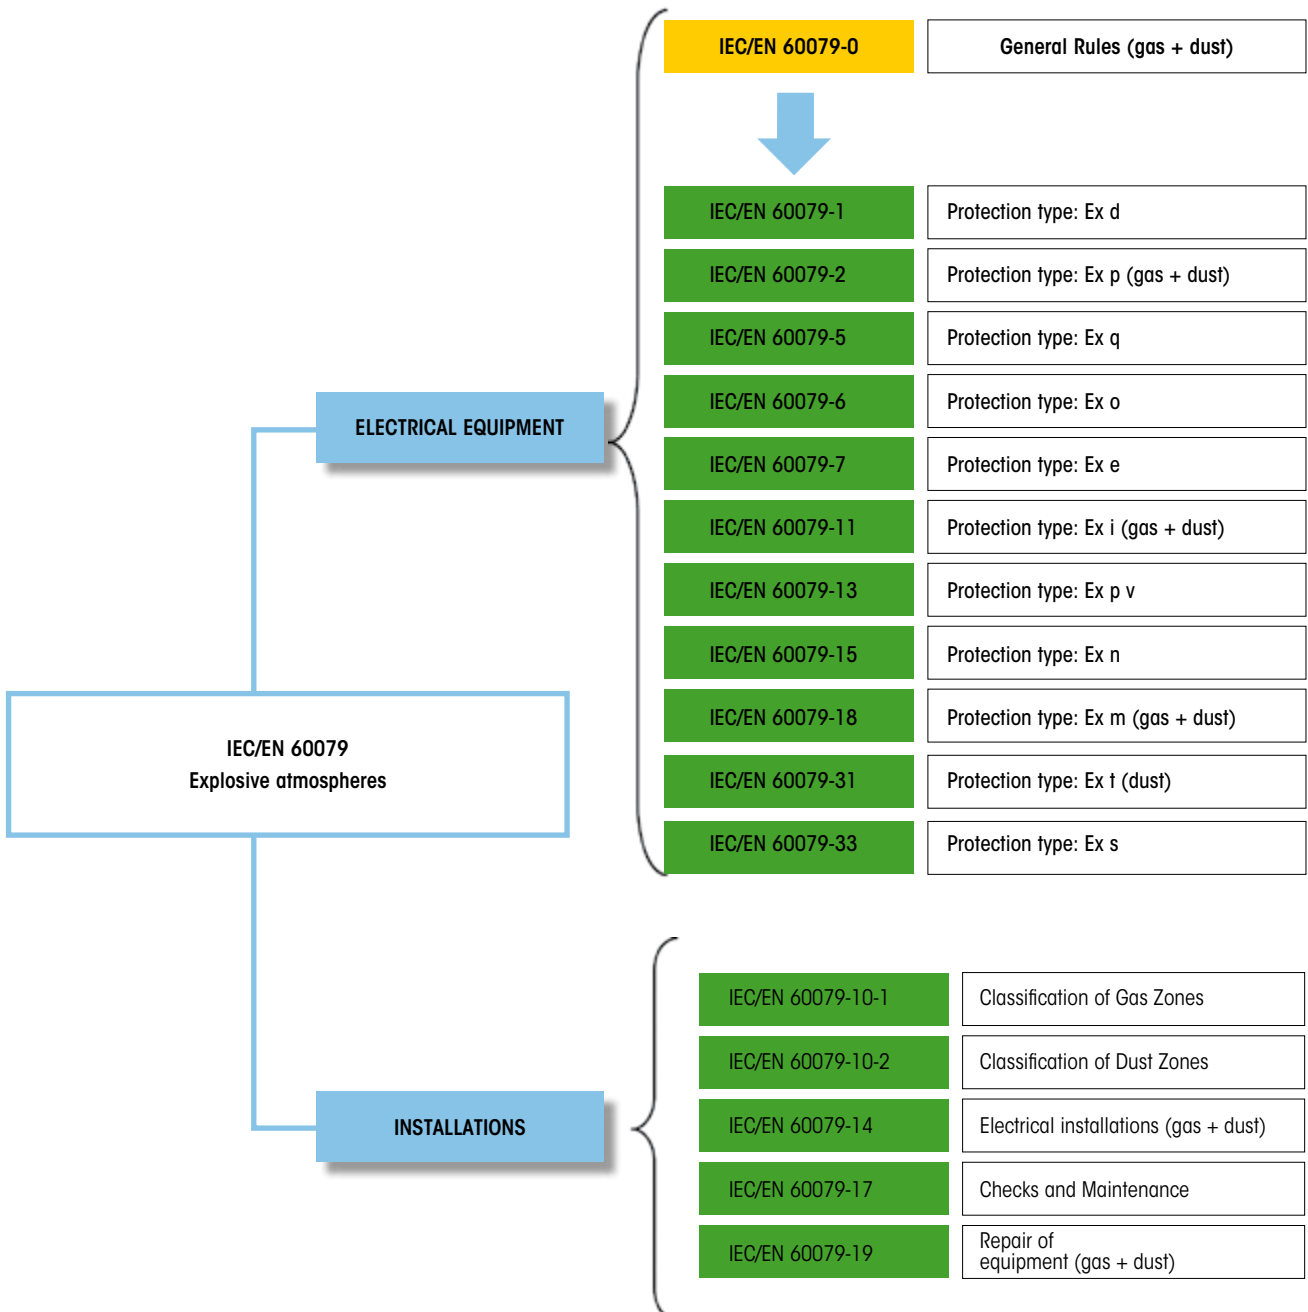 IEC/EN 60079-0
General Rules (gas + dust)
IEC/EN 60079-1
Protection type: Ex d
IEC/EN 60079-2
Protection type: Ex p (gas + dust)
IEC/EN 60079-5
Protection type: Ex q
IEC/EN 60079-6
Protection type: Ex o
ELECTRICAL EQUIPMENT
IEC/EN 60079-7
Protection type: Ex e
IEC/EN 60079-11
Protection type: Ex i (gas + dust)
IEC/EN 60079-13
Protection type: Ex p v
IEC/EN 60079-15
Protection type: Ex n
IEC/EN 60079-18
Protection type: Ex m (gas + dust)
IEC/EN 60079
Explosive atmospheres
IEC/EN 60079-31
Protection type: Ex t (dust)
IEC/EN 60079-33
Protection type: Ex s
IEC/EN 60079-10-1
Classification of Gas Zones
IEC/EN 60079-10-2
Classification of Dust Zones
INSTALLATIONS
IEC/EN 60079-14
Electrical installations (gas + dust)
IEC/EN 60079-17
Checks and Maintenance
IEC/EN 60079-19
Repair of
equipment (gas + dust)